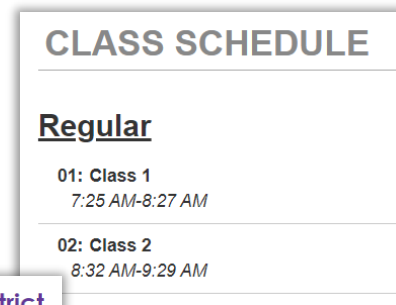 CLASS SCHEDULE
Regular
01: Class 1
7:25 AM-8:27 AM
02: Class 2
8:32 AM-9:29 AM